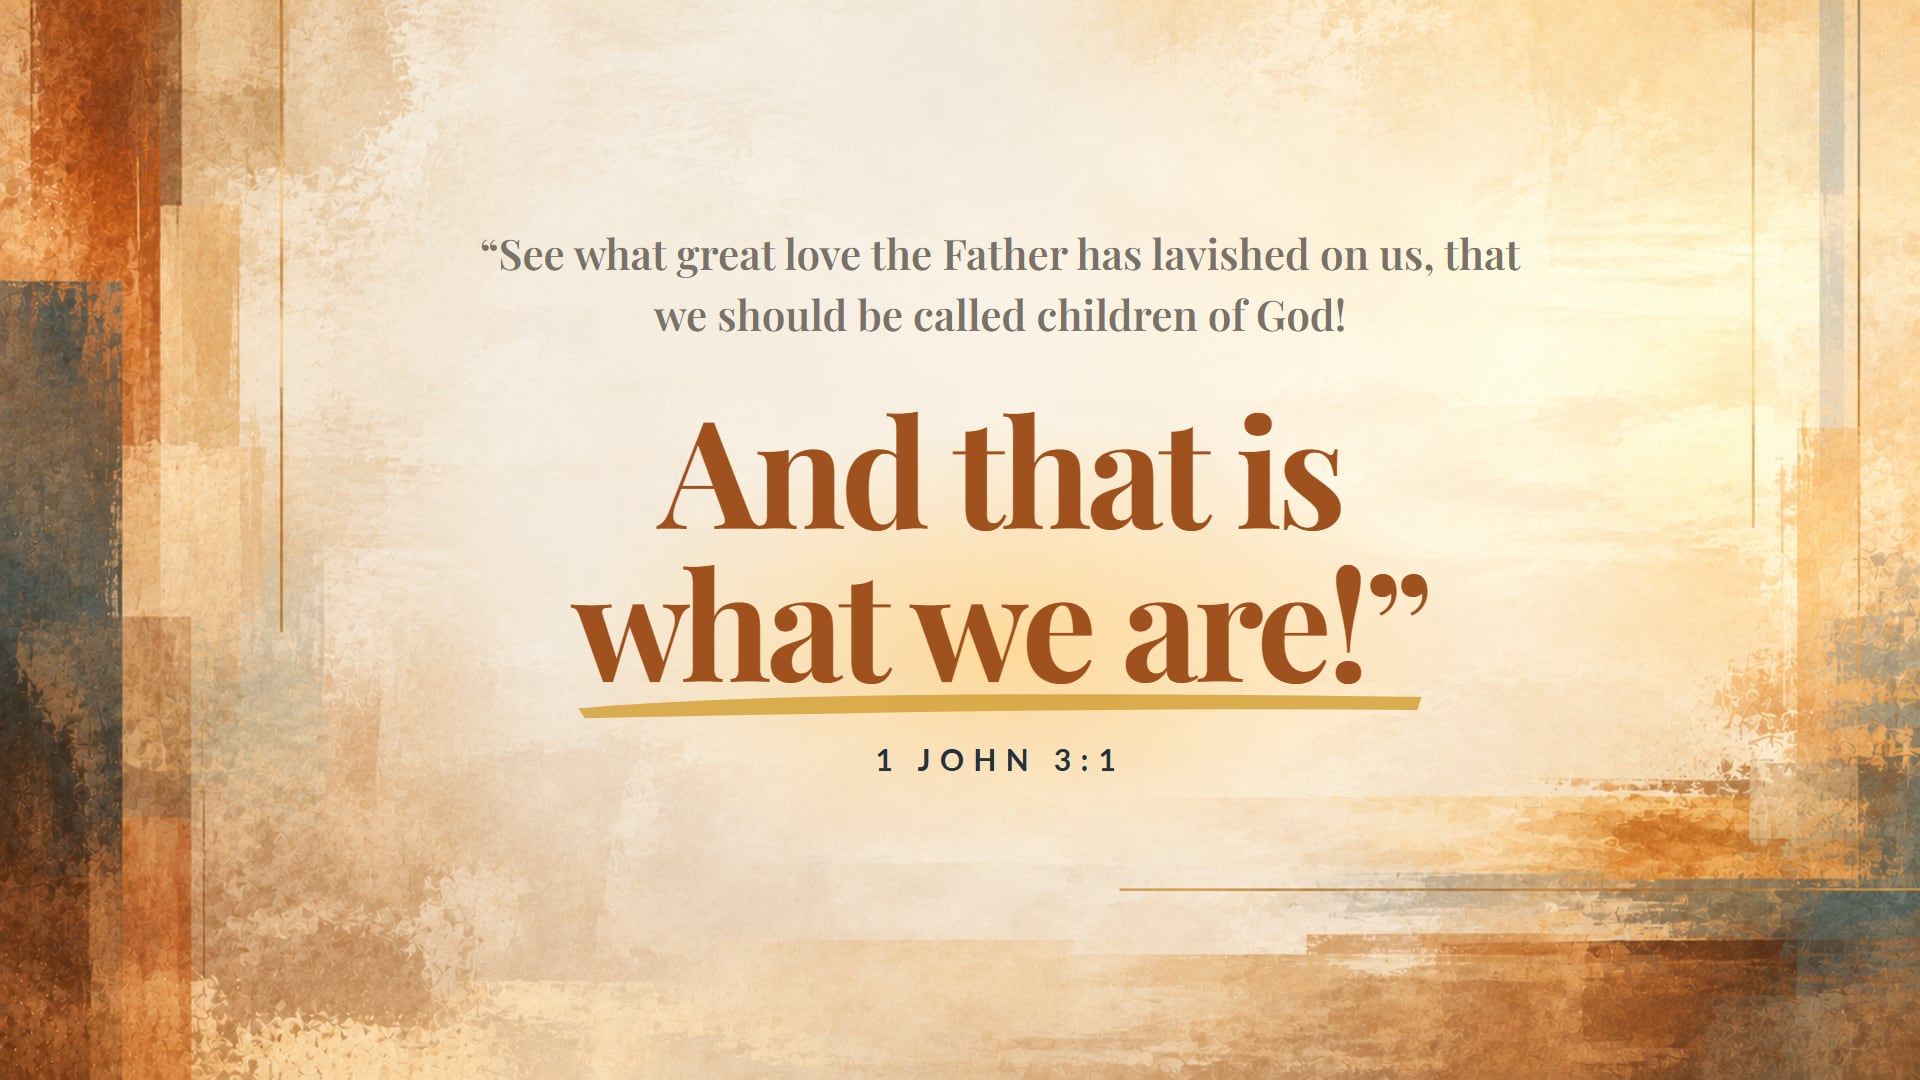 “See what great love the Father has lavished on us, that
we should be called children of God!
And that is
what we are!”
1 JOHN 3:1